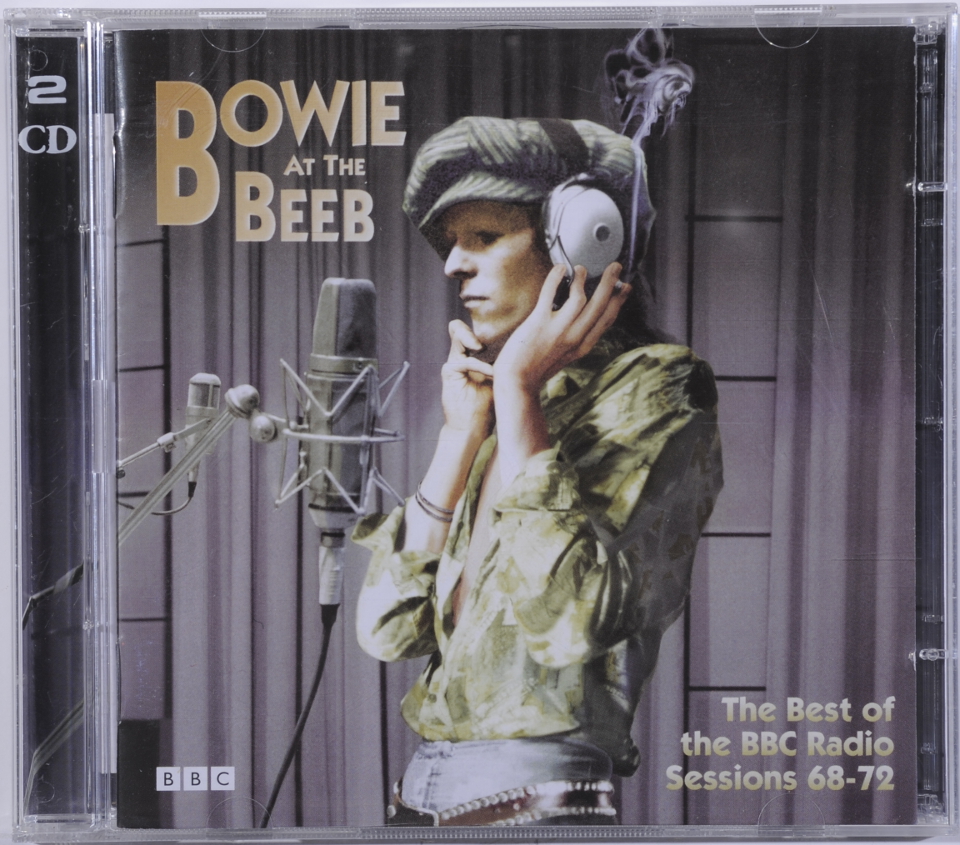 2
CD
BOWIE
AT THE
BEEB
BBC
The Best of
the BBC Radio
Sessions 68-72